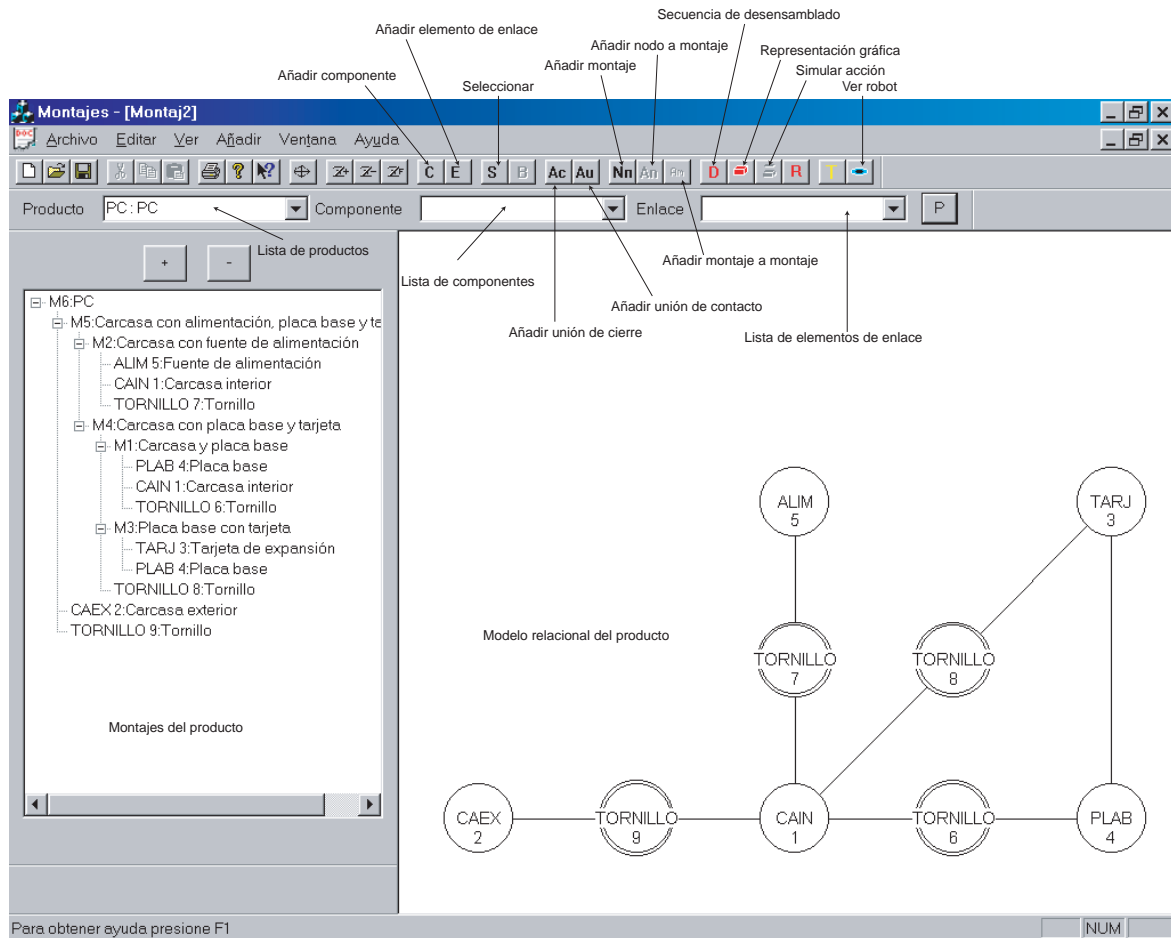 Secuencia de desensamblado
Añadir elemento de enlace
Añadir nodo a montaje
Representación gráfica
Añadir montaje
Simular acción
Añadir componente
Seleccionar
Ver robot
Montajes - [Montaj2]
DOC Archivo Editar Ver Añadir Ventana Ayuda
Z+ Z- ZF C E S B Ac Au Nn An Am D R T
Producto PC:PC Componente Enlace P
Lista de productos
+ -
Añadir montaje a montaje
Lista de componentes
Añadir unión de contacto
Añadir unión de cierre
Lista de elementos de enlace
M6:PC
M5:Carcasa con alimentación, placa base y ta
M2:Carcasa con fuente de alimentación
ALIM 5:Fuente de alimentación
CAIN 1:Carcasa interior
TORNILLO 7:Tornillo
M4:Carcasa con placa base y tarjeta
M1:Carcasa y placa base
PLAB 4:Placa base
CAIN 1:Carcasa interior
TORNILLO 6:Tornillo
M3:Placa base con tarjeta
TARJ 3:Tarjeta de expansión
PLAB 4:Placa base
TORNILLO 8:Tornillo
CAEX 2:Carcasa exterior
TORNILLO 9:Tornillo
Montajes del producto
Modelo relacional del producto
ALIM
5
TARJ
3
TORNILLO
7
TORNILLO
8
CAEX
2
TORNILLO
9
CAIN
1
TORNILLO
6
PLAB
4
Para obtener ayuda presione F1
NUM